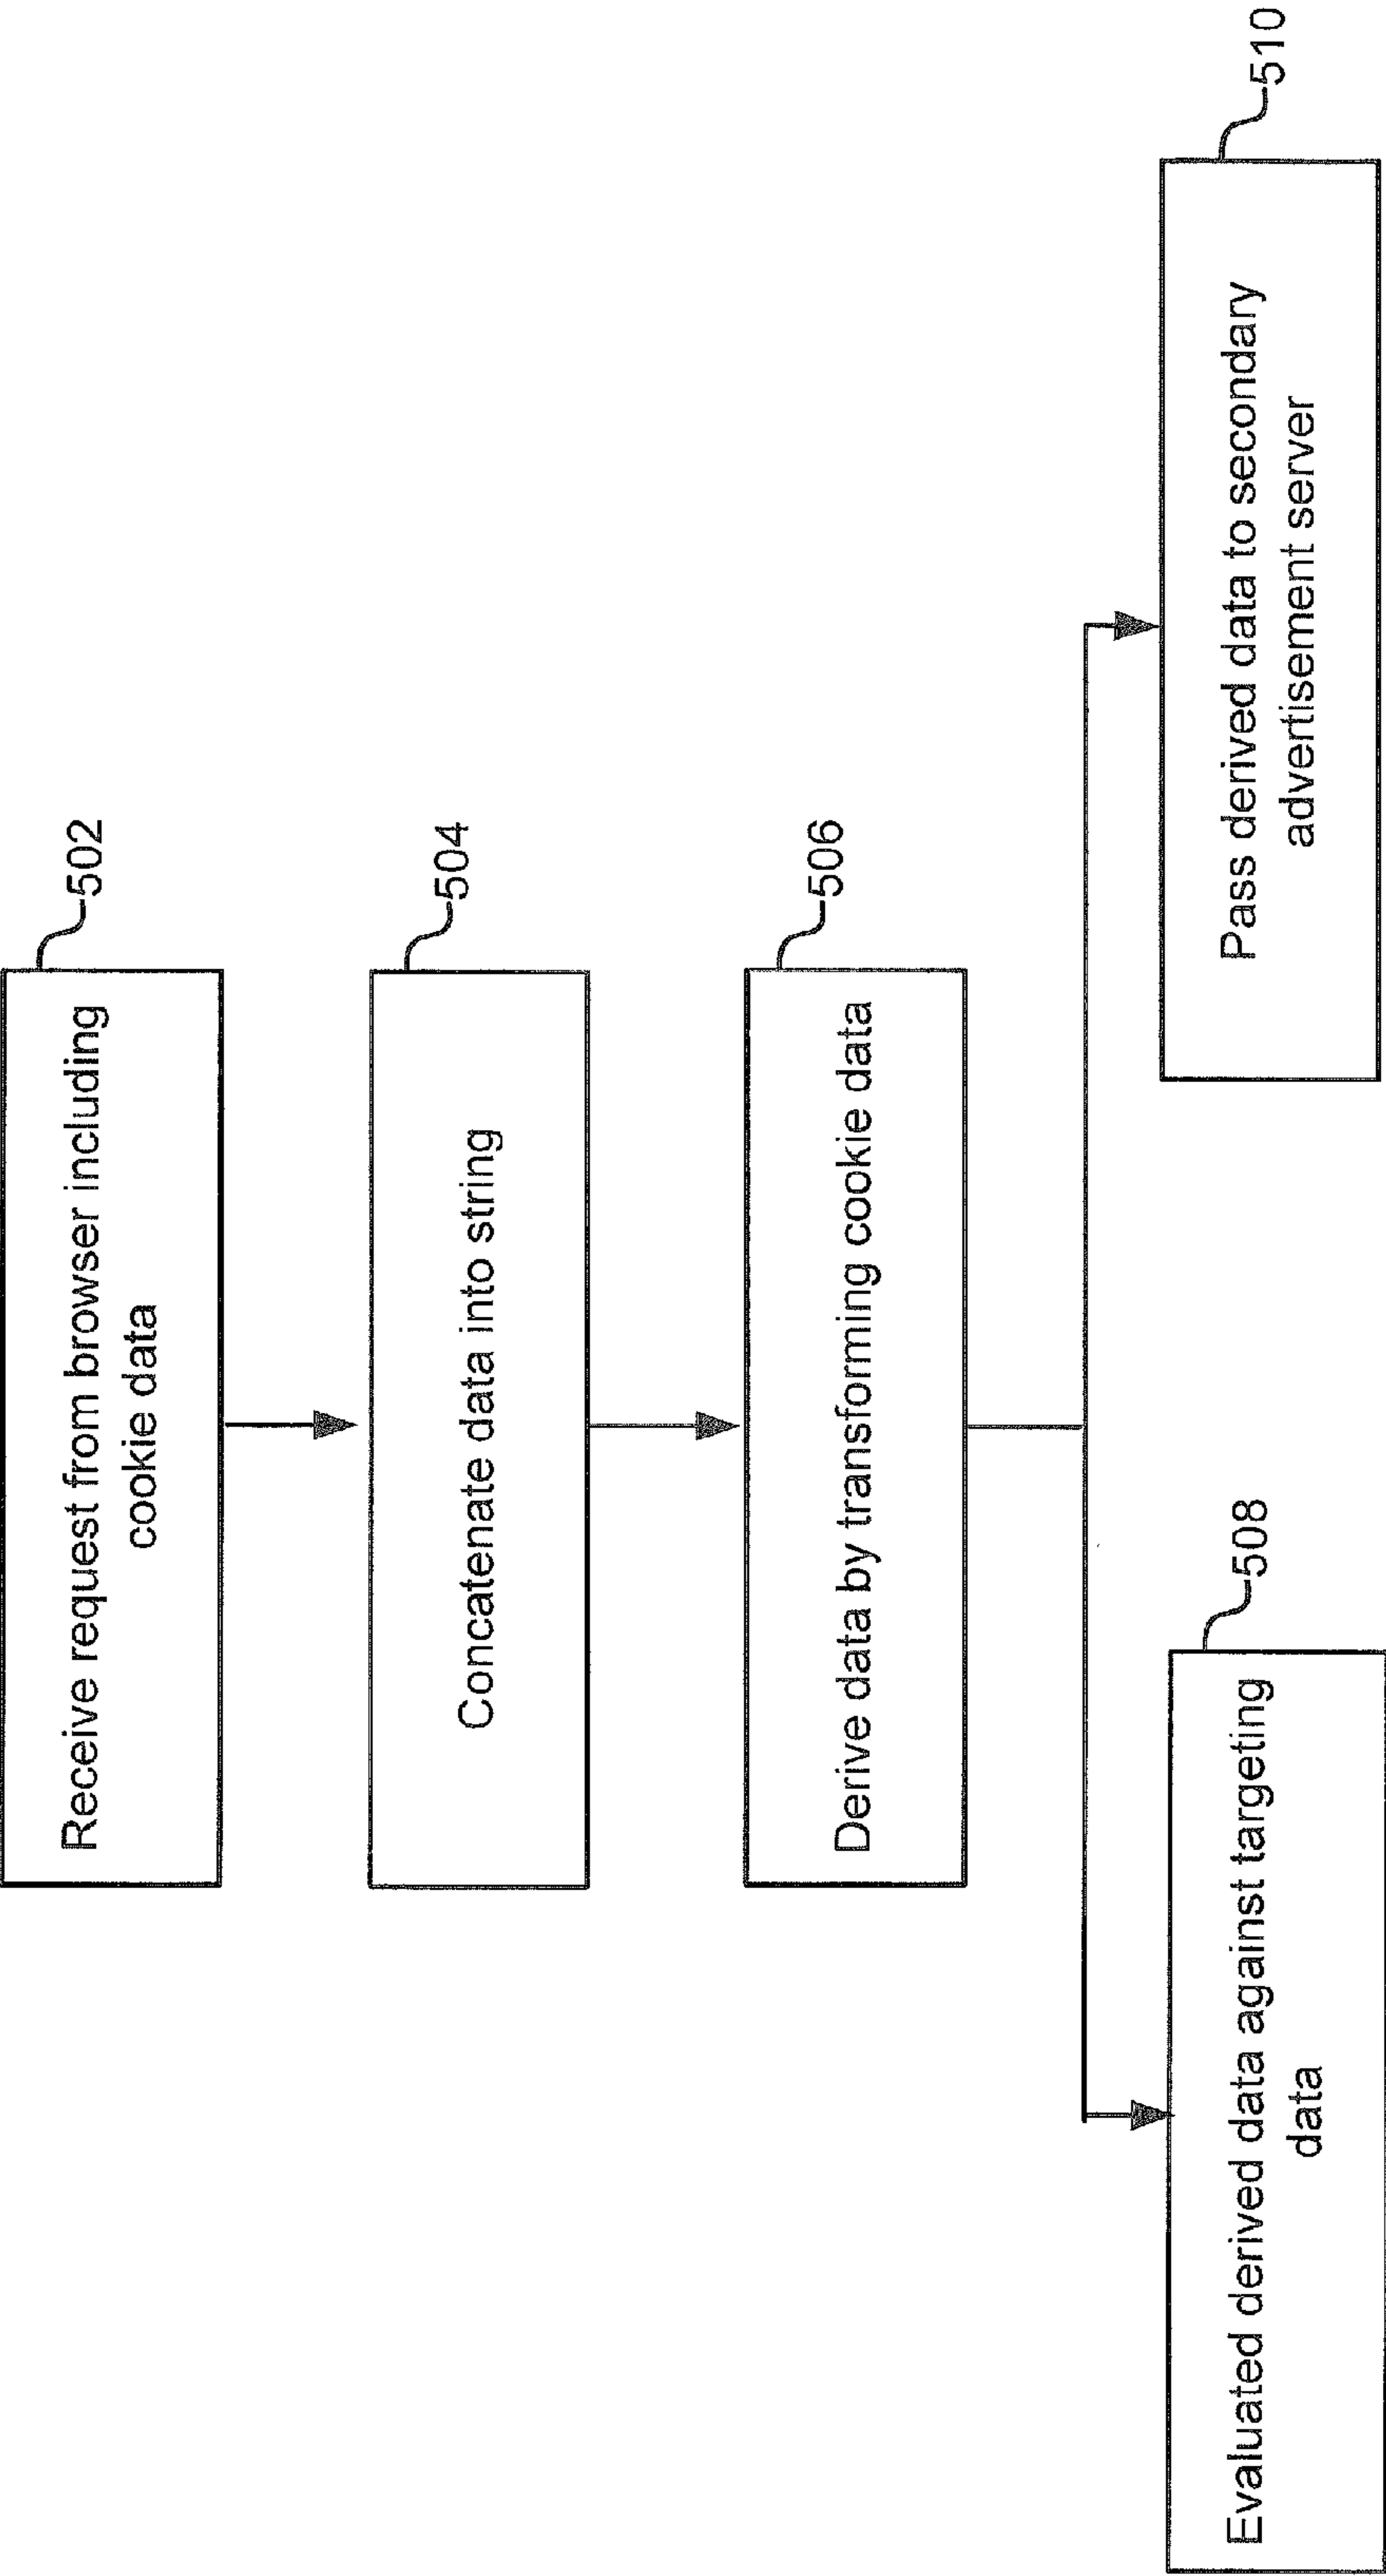 Receive request from browser including
cookie data
502
Concatenate data into string
504
Derive data by transforming cookie data
506
Evaluated derived data against targeting
data
508
Pass derived data to secondary
advertisement server
510